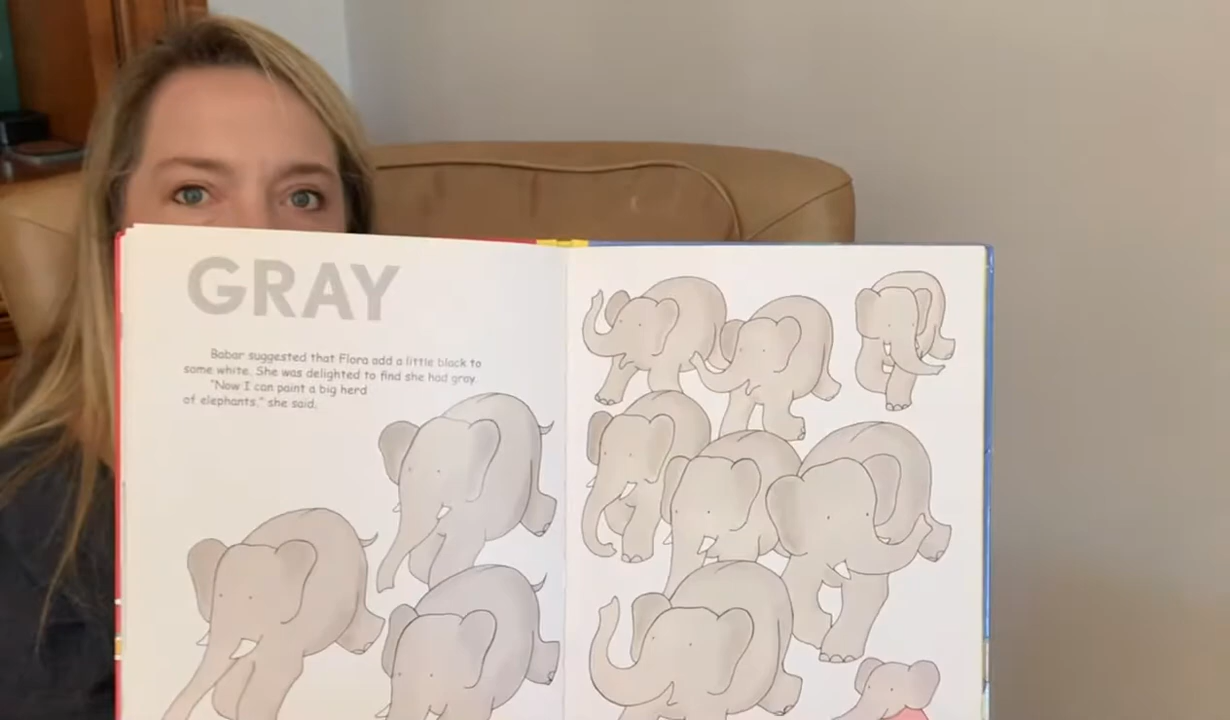 GRAY
Babar suggested that Flora add a little black to
some white. She was delighted to find she had gray.
"Now I can paint a big herd
of elephants," she said.